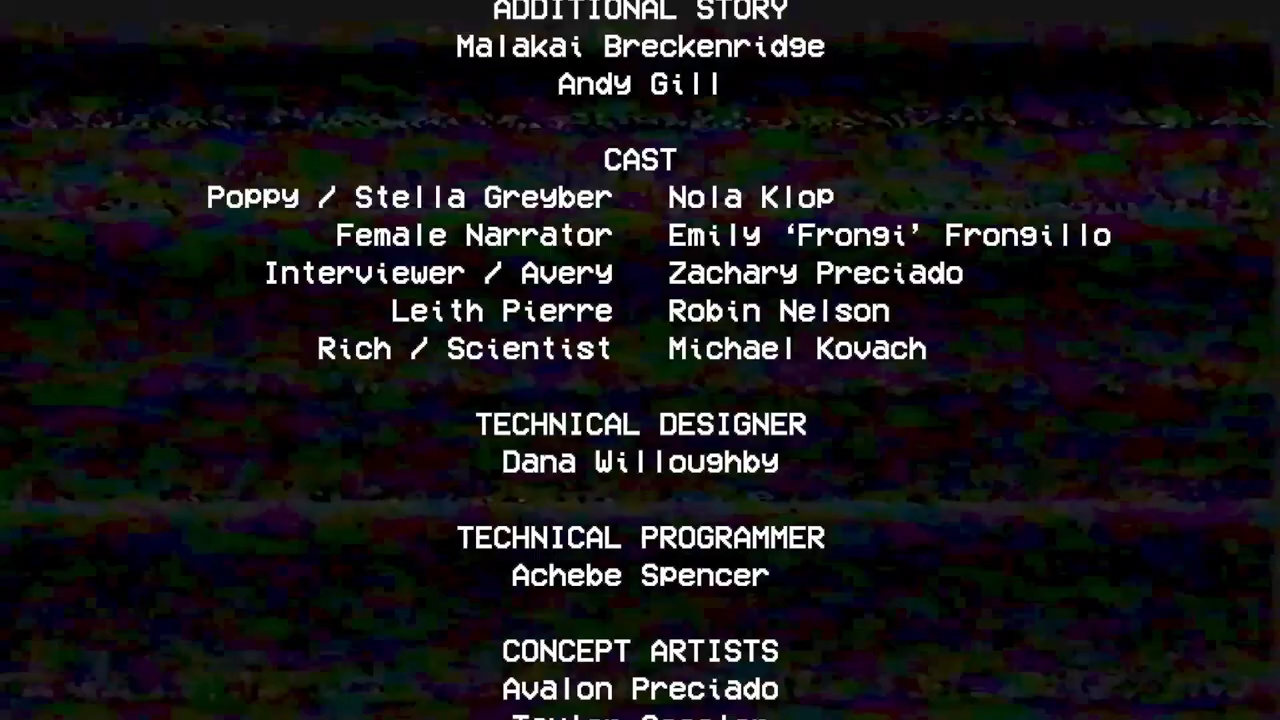 ADDITIONAL STORY
Malakai Breckenridge
Andy Gill
CAST
Poppy / Stella Greyber Nola Klop
Female Narrator Emily ‘Frongi’ Frongillo
Interviewer / Avery Zachary Preciado
Leith Pierre Robin Nelson
Rich / Scientist Michael Kovach
TECHNICAL DESIGNER
Dana Willoughby
TECHNICAL PROGRAMMER
Achebe Spencer
CONCEPT ARTISTS
Avalon Preciado